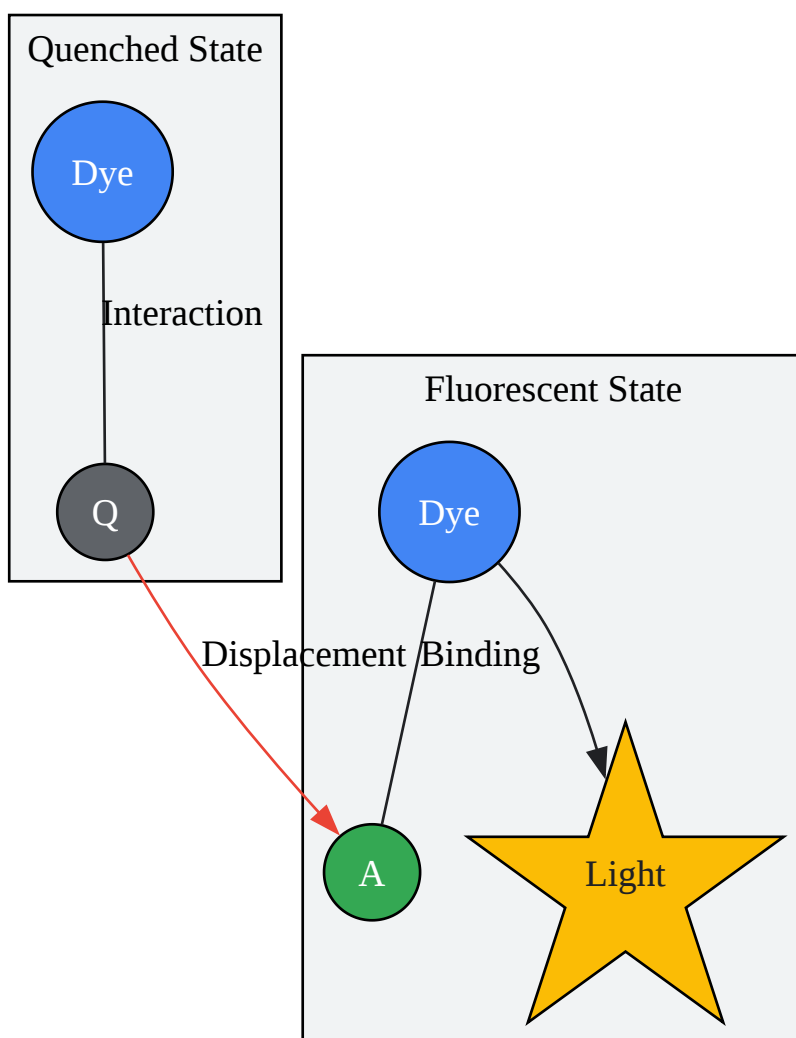 Quenched State
Dye
Interaction
Q
Fluorescent State
Dye
Displacement
Binding
A
Light